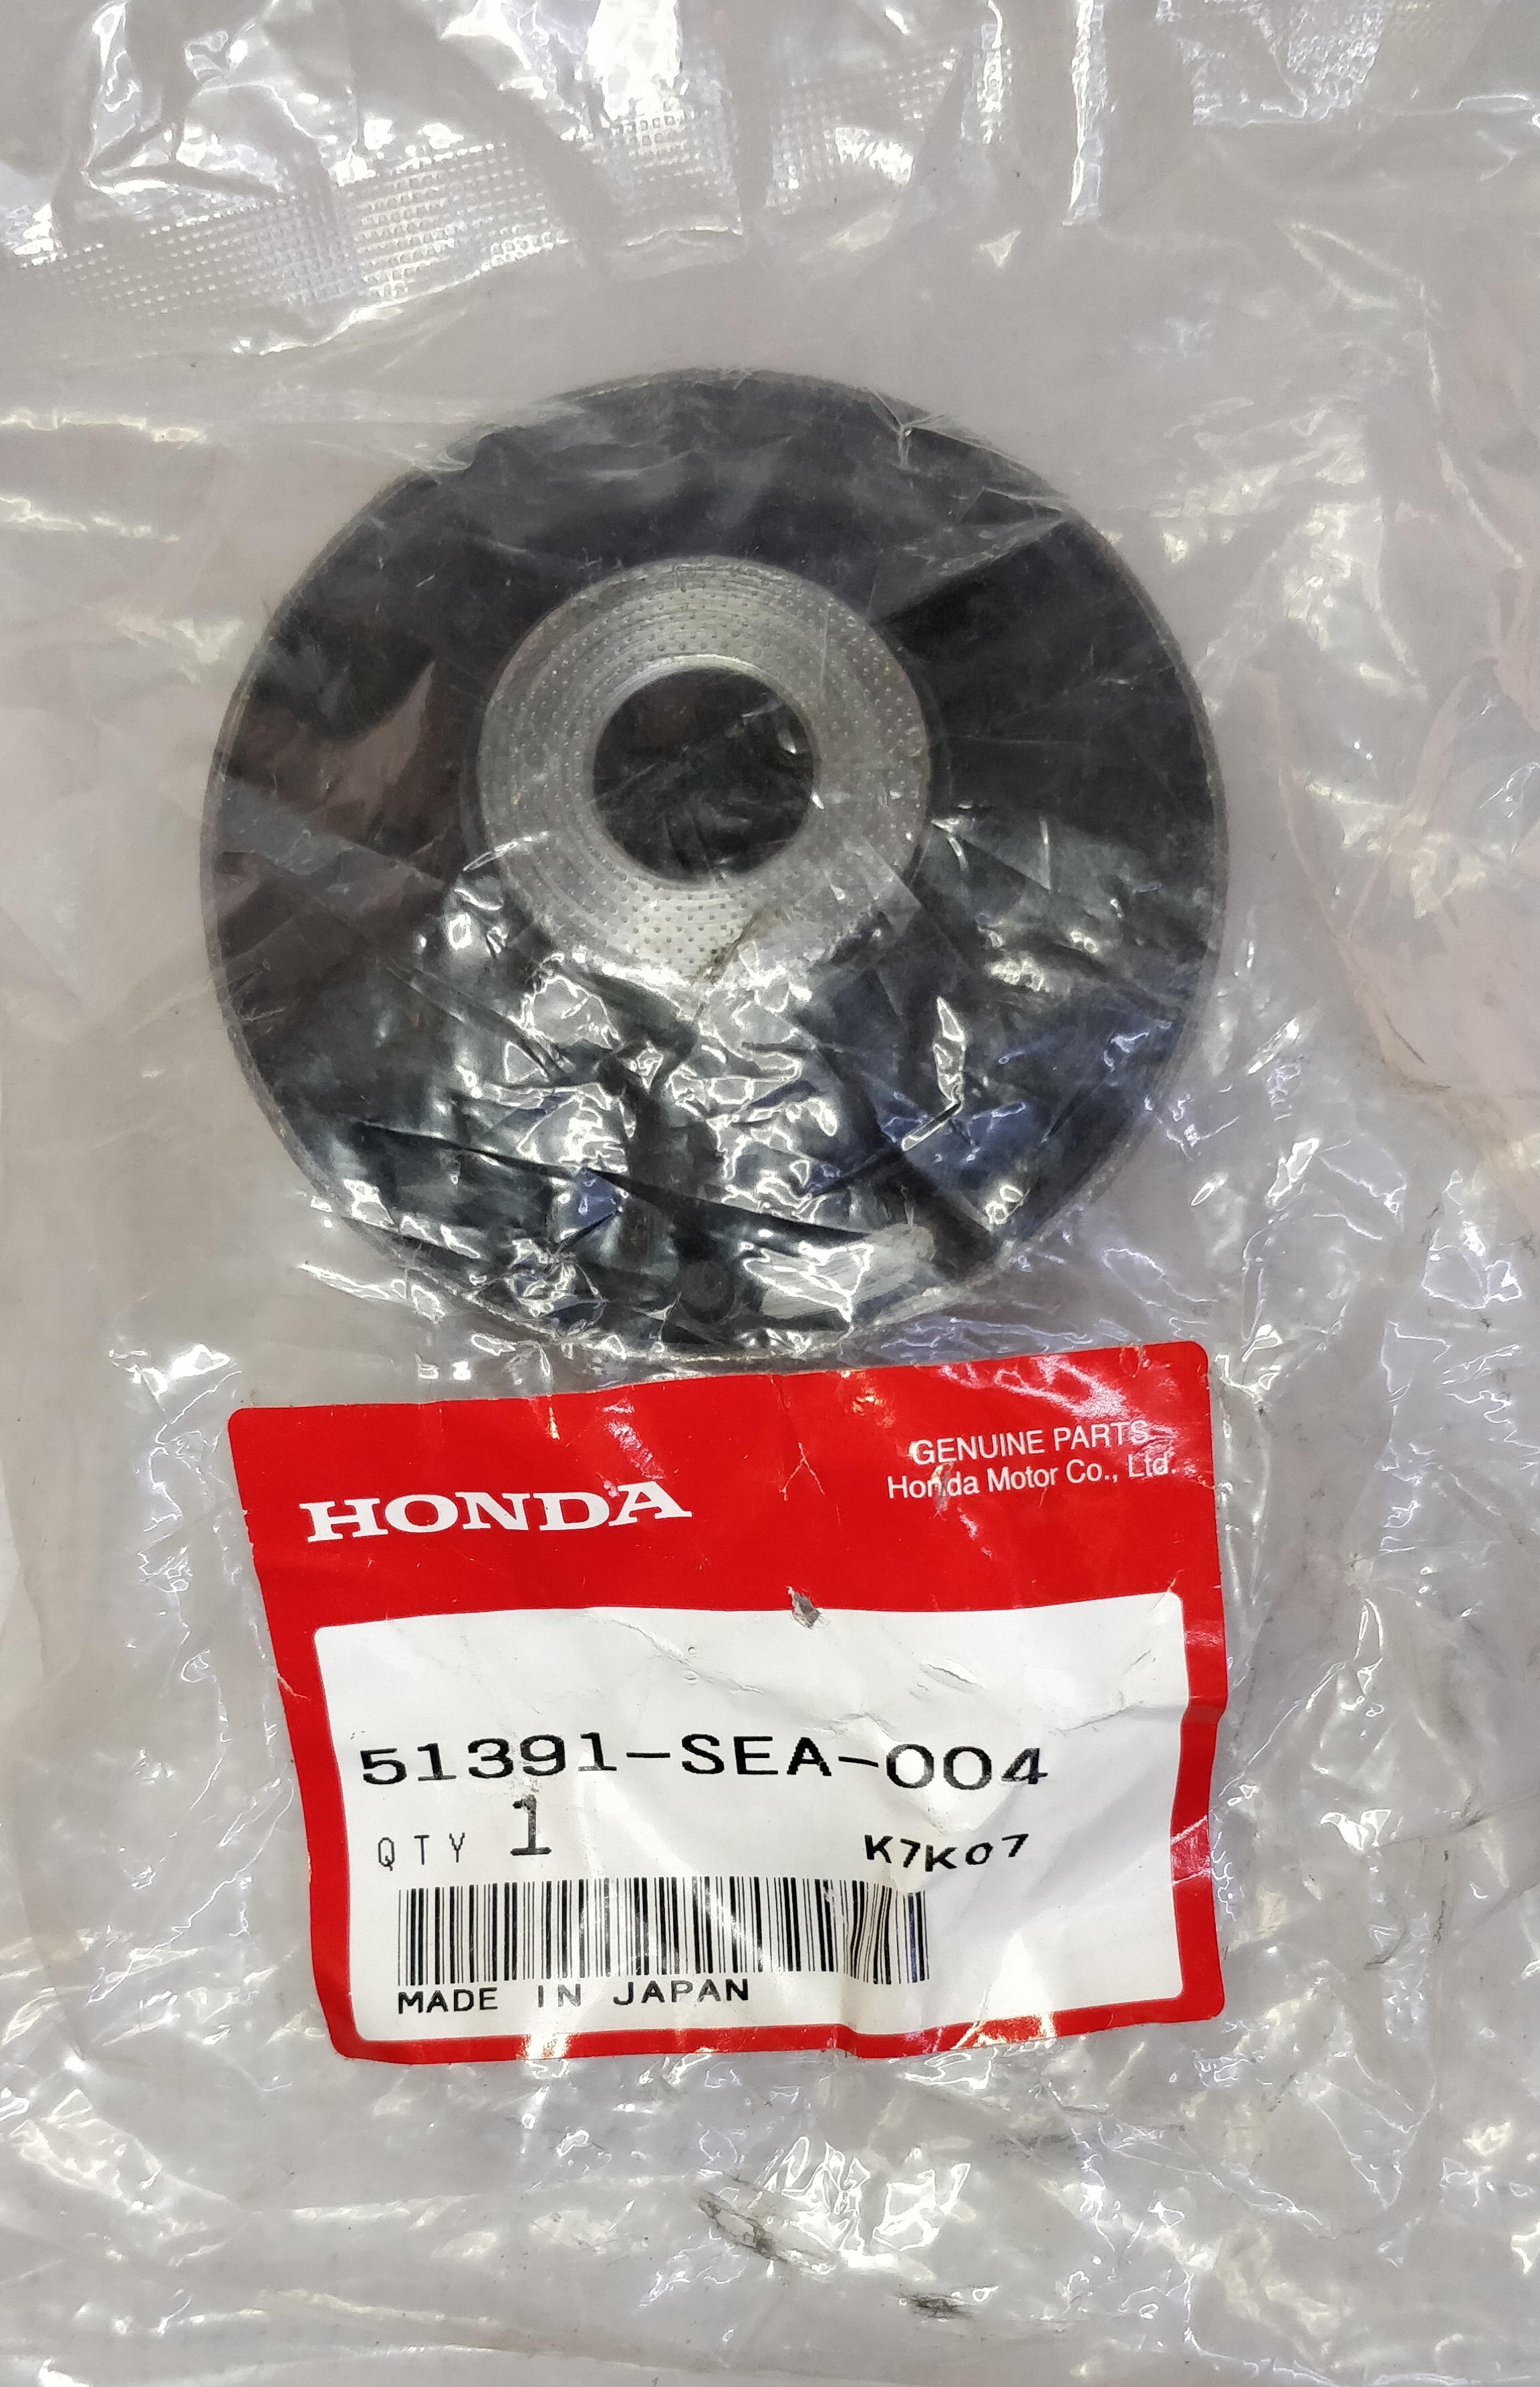 GENUINE PARTS
Honda Motor Co., Ltd.
HONDA
51391-SEA-004
QTY 1
K7K07
MADE IN JAPAN